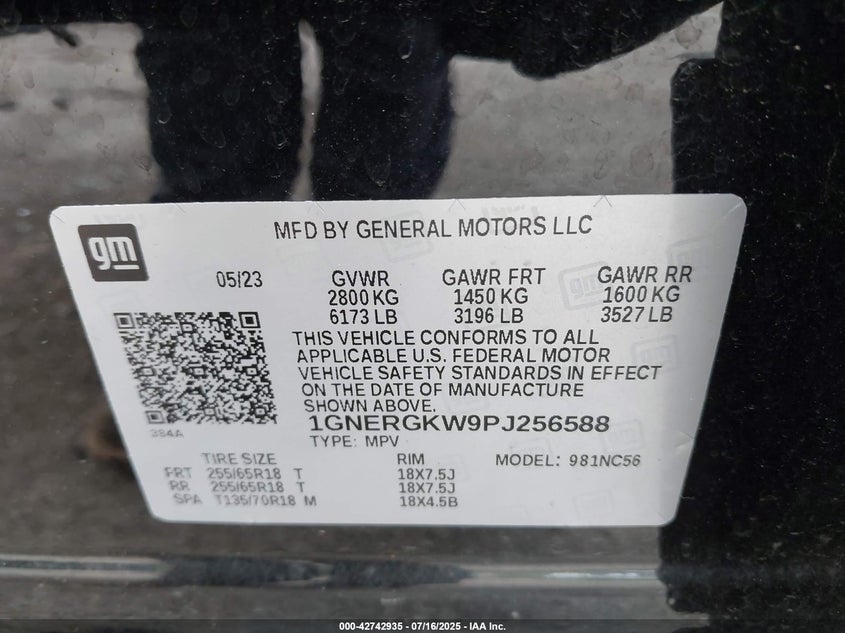 gm
MFD BY GENERAL MOTORS LLC
05/23 GVWR GAWR FRT GAWR RR
2800 KG 1450 KG 1600 KG
6173 LB 3196 LB 3527 LB
THIS VEHICLE CONFORMS TO ALL
APPLICABLE U.S. FEDERAL MOTOR
VEHICLE SAFETY STANDARDS IN EFFECT
ON THE DATE OF MANUFACTURE
SHOWN ABOVE.
384A
1GNERGKW9PJ256588
TYPE: MPV
TIRE SIZE RIM MODEL: 981NC56
FRT 255/65R18 T 18X7.5J
RR 255/65R18 T 18X7.5J
SPA T135/70R18 M 18X4.5B
000-42742935 - 07/16/2025 - IAA Inc.